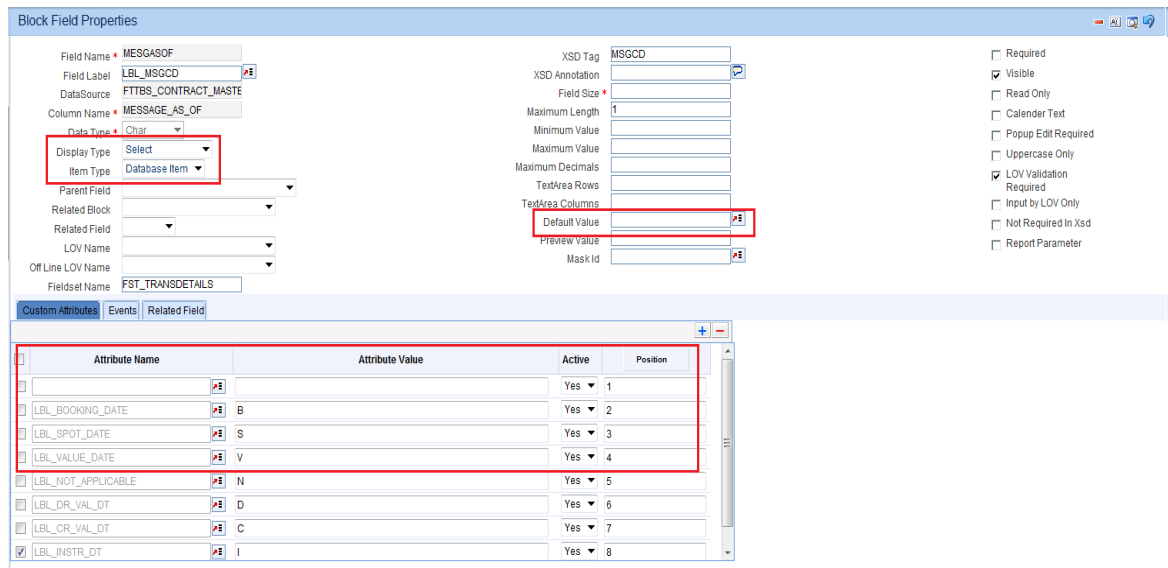 Block Field Properties
Field Name * MESGASOF
Field Label LBL_MSGCD
DataSource FTTBS_CONTRACT_MASTE
Column Name * MESSAGE_AS_OF
Data Type * Char
Display Type Select
Item Type Database Item
Parent Field
Related Block
Related Field
LOV Name
Off Line LOV Name
Fieldset Name FST_TRANSDETAILS
XSD Tag MSGCD
XSD Annotation
Field Size *
Maximum Length 1
Minimum Value
Maximum Value
Maximum Decimals
TextArea Rows
TextArea Columns
Default Value
Preview Value
Mask Id
Required
Visible
Read Only
Calender Text
Popup Edit Required
Uppercase Only
LOV Validation
Required
Input by LOV Only
Not Required in Xsd
Report Parameter
Custom Attributes Events Related Field
Attribute Name Attribute Value Active Position
Yes 1
LBL_BOOKING_DATE B Yes 2
LBL_SPOT_DATE S Yes 3
LBL_VALUE_DATE V Yes 4
LBL_NOT_APPLICABLE N Yes 5
LBL_DR_VAL_DT D Yes 6
LBL_CR_VAL_DT C Yes 7
LBL_INSTR_DT I Yes 8